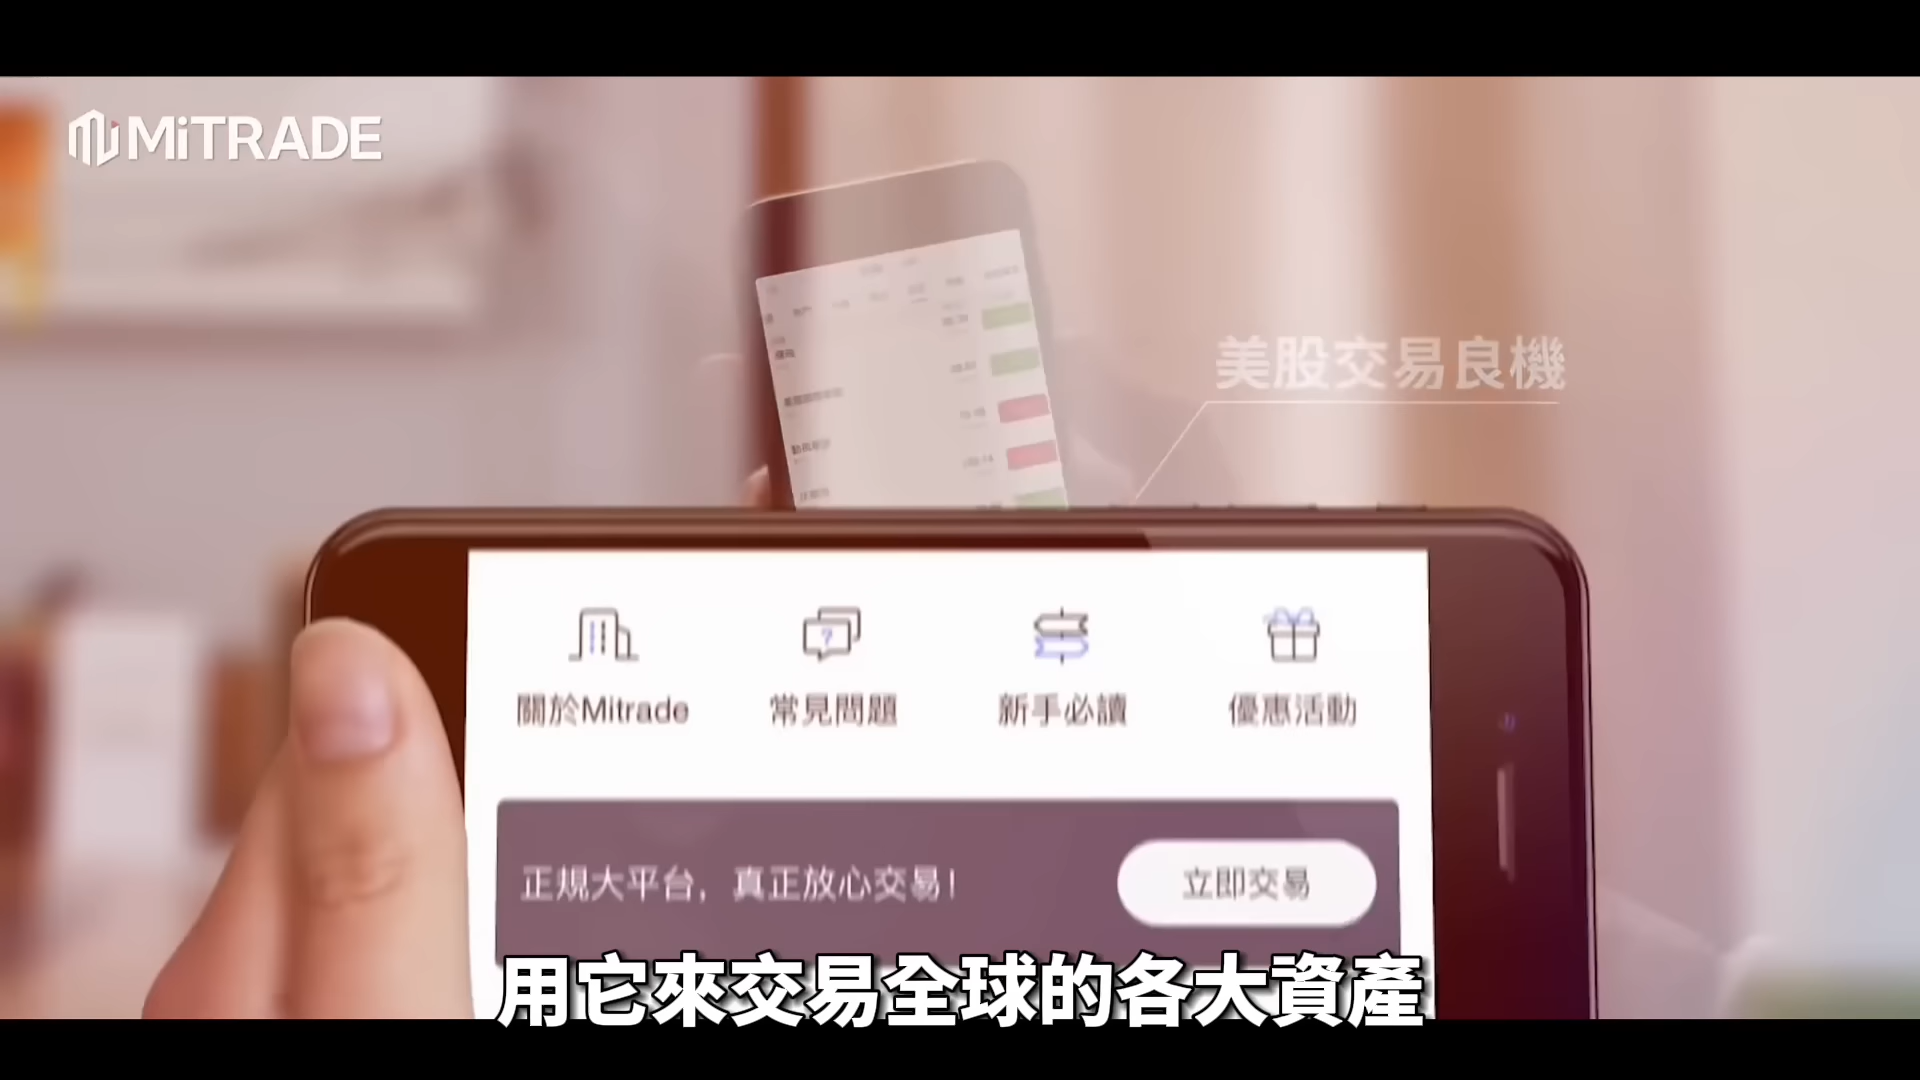 MiTRADE
美股交易良機
關於Mitrade
常見問題
新手必讀
優惠活動
正規大平台，真正放心交易！
立即交易
用它來交易全球的各大資產